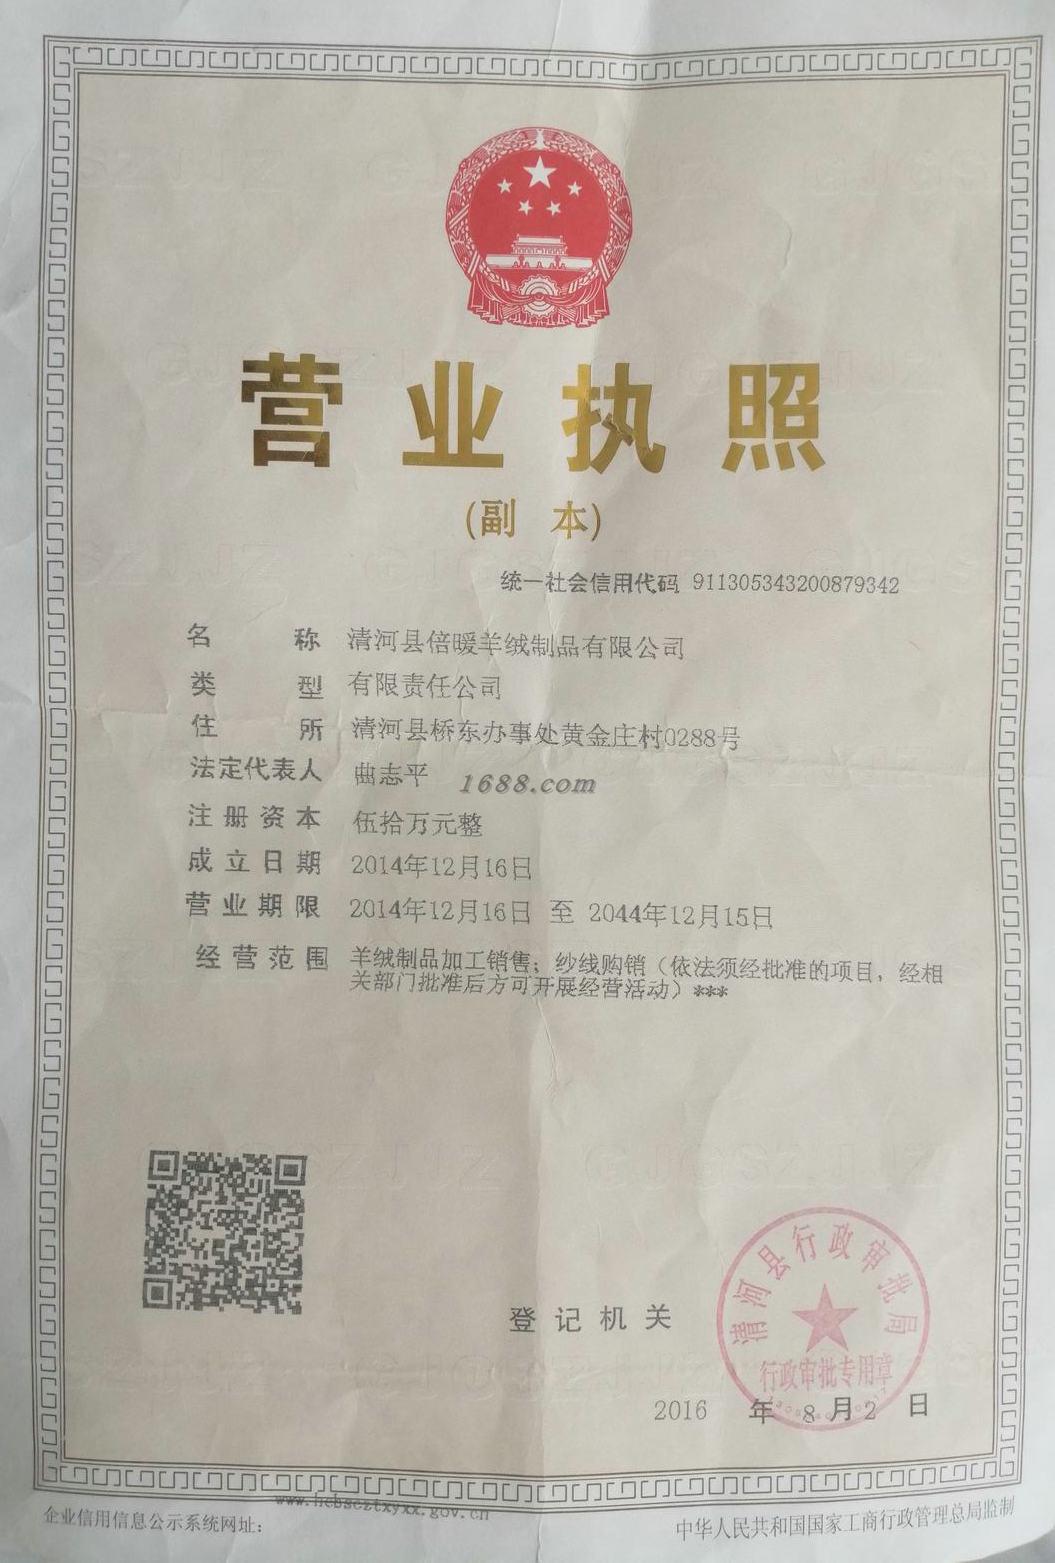 营业执照
(副 本)
统一社会信用代码 911305343200879342
名称 清河县倍暖羊绒制品有限公司
类型 有限责任公司
住所 清河县桥东办事处黄金庄村0288号
法定代表人 曲志平
1688.com
注册资本 伍拾万元整
成立日期 2014年12月16日
营业期限 2014年12月16日 至 2044年12月15日
经营范围 羊绒制品加工销售；纱线购销（依法须经批准的项目，经相
关部门批准后方可开展经营活动）***
登记机关
清河县行政审批局
行政审批专用章
2016 年 8 月 2 日
www.hebscztxyxx.gov.cn
企业信用信息公示系统网址：
中华人民共和国国家工商行政管理总局监制